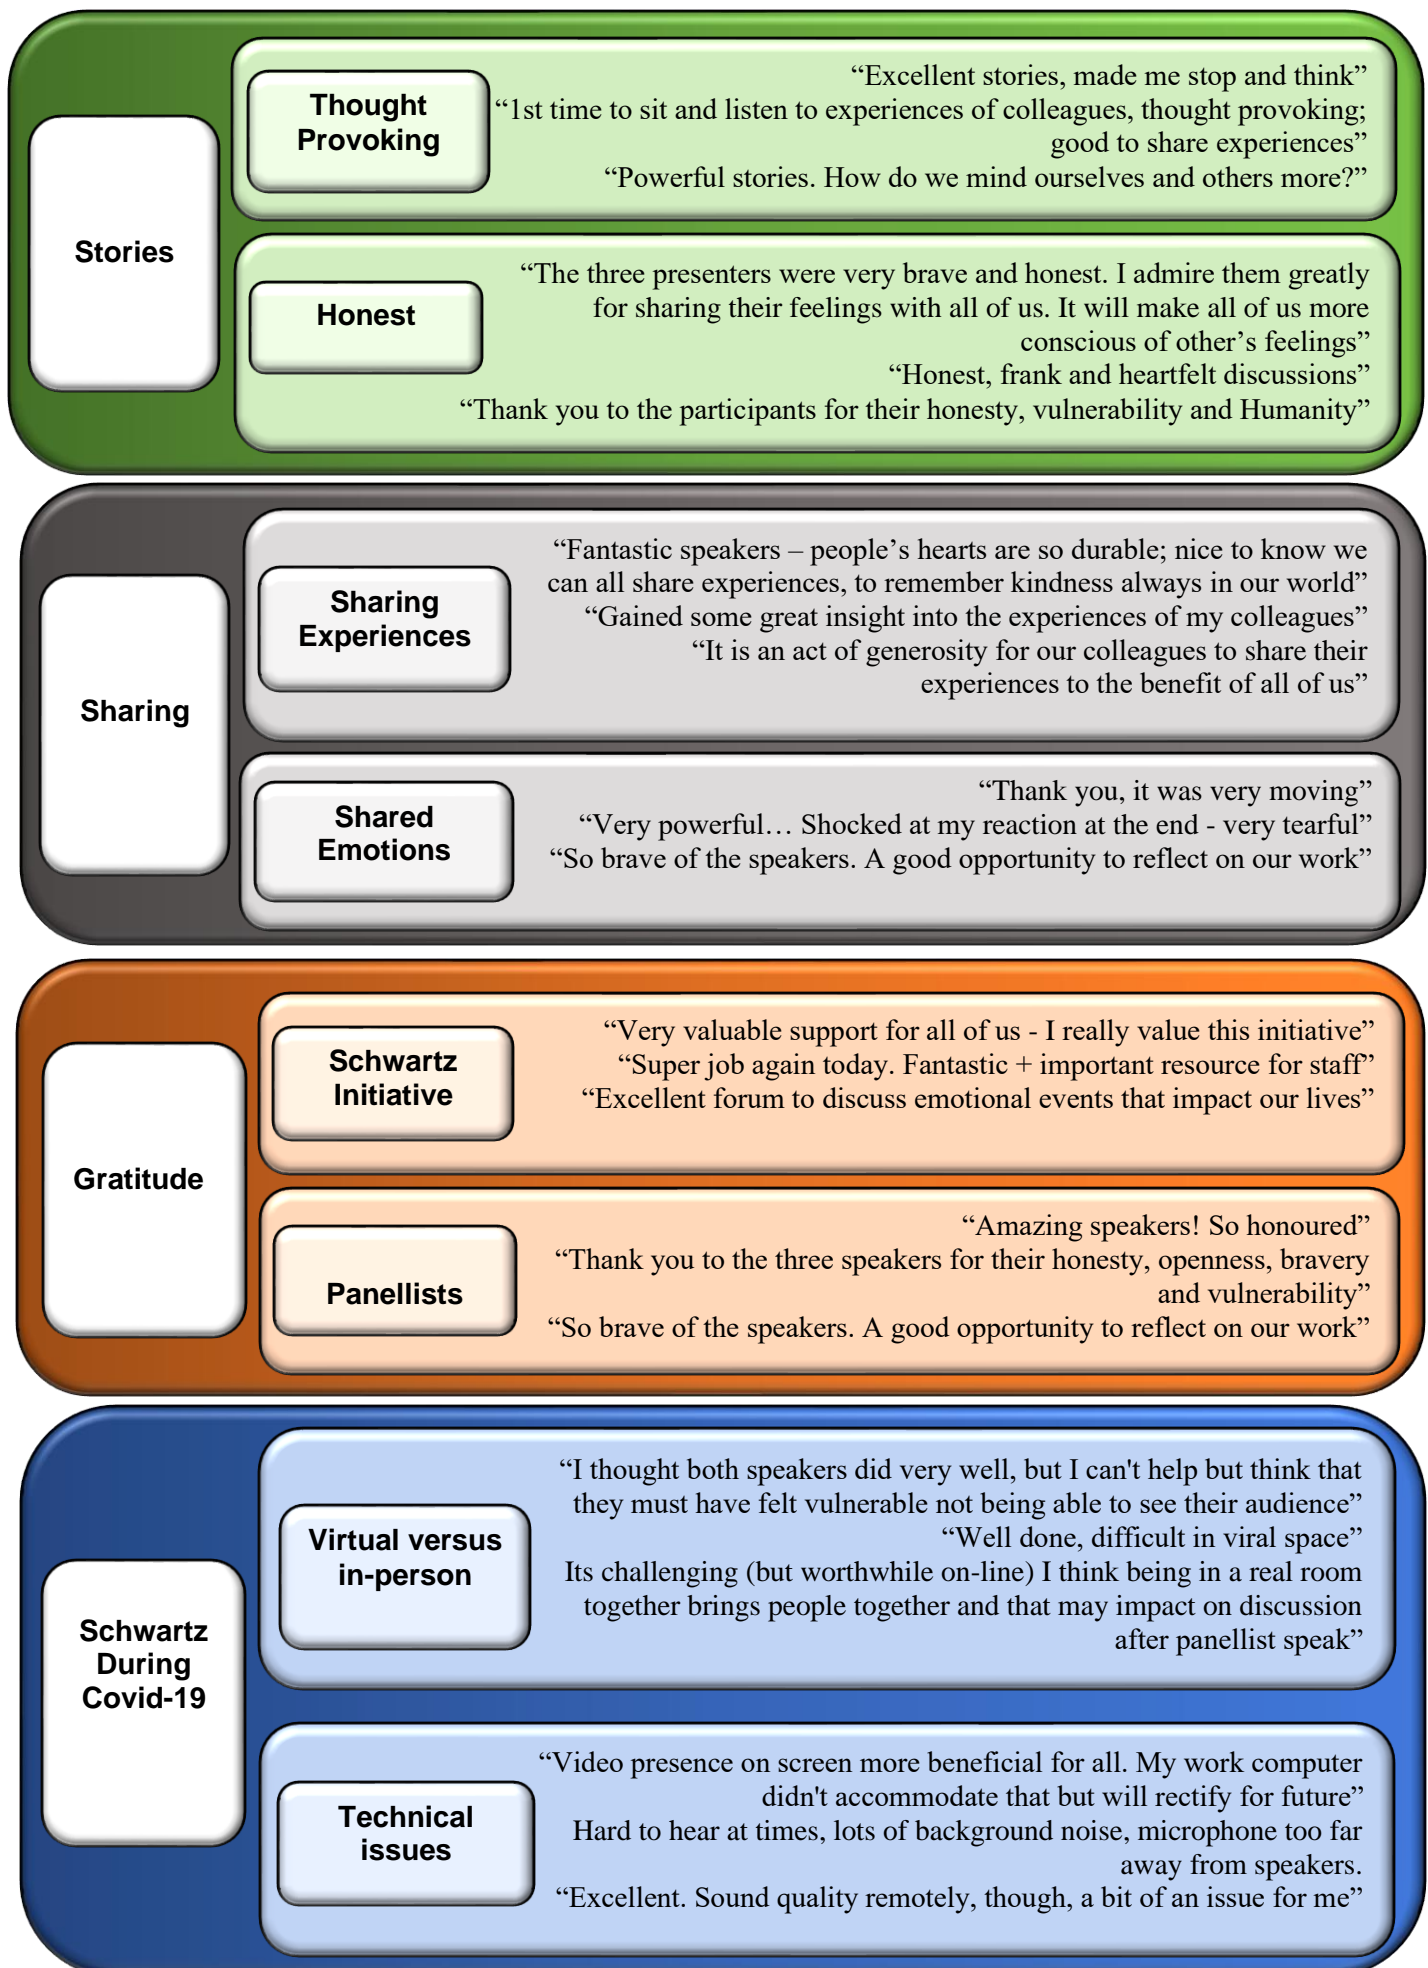 Stories
Thought
Provoking
“Excellent stories, made me stop and think”
“1st time to sit and listen to experiences of colleagues, thought provoking;
good to share experiences”
“Powerful stories. How do we mind ourselves and others more?”
Honest
“The three presenters were very brave and honest. I admire them greatly
for sharing their feelings with all of us. It will make all of us more
conscious of other’s feelings”
“Honest, frank and heartfelt discussions”
“Thank you to the participants for their honesty, vulnerability and Humanity”
Sharing
Sharing
Experiences
“Fantastic speakers – people’s hearts are so durable; nice to know we
can all share experiences, to remember kindness always in our world”
“Gained some great insight into the experiences of my colleagues”
“It is an act of generosity for our colleagues to share their
experiences to the benefit of all of us”
Shared
Emotions
“Thank you, it was very moving”
“Very powerful… Shocked at my reaction at the end - very tearful”
“So brave of the speakers. A good opportunity to reflect on our work”
Gratitude
Schwartz
Initiative
“Very valuable support for all of us - I really value this initiative”
“Super job again today. Fantastic + important resource for staff”
“Excellent forum to discuss emotional events that impact our lives”
Panellists
“Amazing speakers! So honoured”
“Thank you to the three speakers for their honesty, openness, bravery
and vulnerability”
“So brave of the speakers. A good opportunity to reflect on our work”
Schwartz
During
Covid-19
Virtual versus
in-person
“I thought both speakers did very well, but I can't help but think that
they must have felt vulnerable not being able to see their audience”
“Well done, difficult in viral space”
Its challenging (but worthwhile on-line) I think being in a real room
together brings people together and that may impact on discussion
after panellist speak”
Technical
issues
“Video presence on screen more beneficial for all. My work computer
didn't accommodate that but will rectify for future”
Hard to hear at times, lots of background noise, microphone too far
away from speakers.
“Excellent. Sound quality remotely, though, a bit of an issue for me”